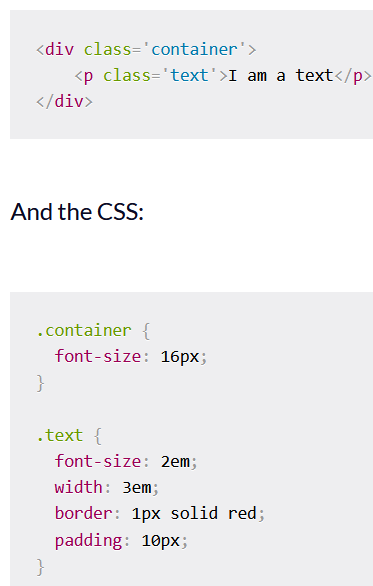 <div class='container'>
    <p class='text'>I am a text</p>
</div>
And the CSS:
.container {
  font-size: 16px;
}
.text {
  font-size: 2em;
  width: 3em;
  border: 1px solid red;
  padding: 10px;
}